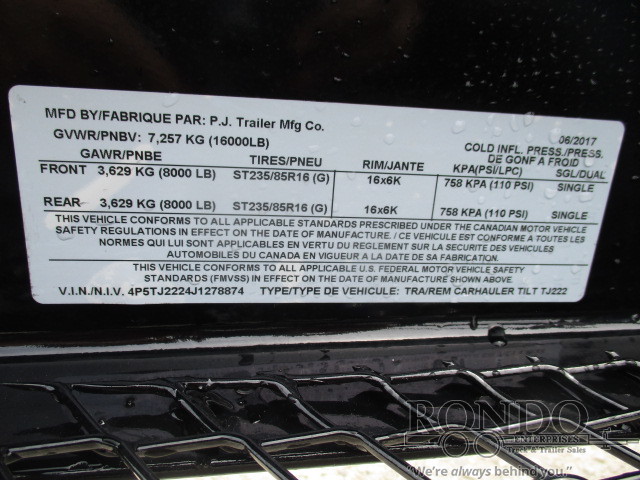 MFD BY/FABRIQUE PAR: P.J. Trailer Mfg Co.
06/2017
GVWR/PNBV: 7,257 KG (16000LB)
COLD INFL. PRESS./PRESS.
DE GONF A FROID
GAWR/PNBE TIRES/PNEU RIM/JANTE KPA(PSI/LPC) SGL/DUAL
FRONT 3,629 KG (8000 LB) ST235/85R16 (G) 16x6K 758 KPA (110 PSI) SINGLE
REAR 3,629 KG (8000 LB) ST235/85R16 (G) 16x6K 758 KPA (110 PSI) SINGLE
THIS VEHICLE CONFORMS TO ALL APPLICABLE STANDARDS PRESCRIBED UNDER THE CANADIAN MOTOR VEHICLE
SAFETY REGULATIONS IN EFFECT ON THE DATE OF MANUFACTURE / CE VEHICULE EST CONFORME A TOUTES LES
NORMES QUI LUI SONT APPLICABLES EN VERTU DU REGLEMENT SUR LA SECURITE DES VEHICULES
AUTOMOBILES DU CANADA EN VIGUEUR A LA DATE DE SA FABRICATION.
THIS VEHICLE CONFORMS TO ALL APPLICABLE U.S. FEDERAL MOTOR VEHICLE SAFETY
STANDARDS (FMVSS) IN EFFECT ON THE DATE OF MANUFACTURE SHOWN ABOVE.
V.I.N./N.I.V. 4P5TJ2224J1278874 TYPE/TYPE DE VEHICULE: TRA/REM CARHAULER TILT TJ222
RONDO
ENTERPRISES
Truck & Trailer Sales
"We're always behind you."